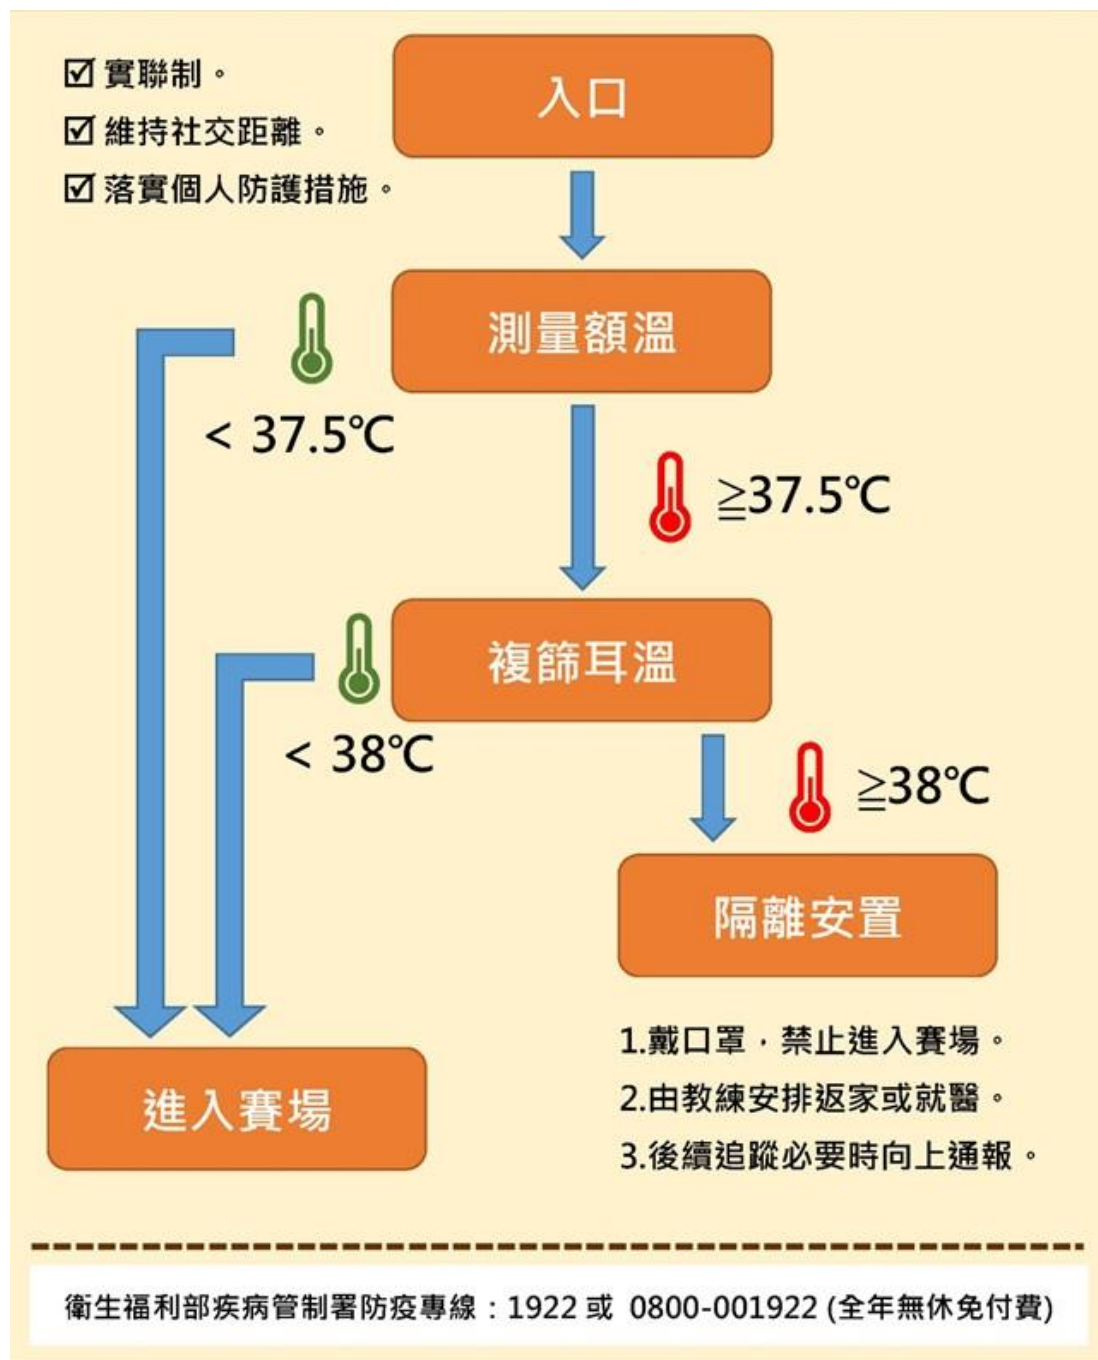 ☑ 實聯制。
☑ 維持社交距離。
☑ 落實個人防護措施。
入口
測量額溫
< 37.5℃
≧37.5℃
複篩耳溫
< 38℃
≧38℃
隔離安置
1.戴口罩，禁止進入賽場。
2.由教練安排返家或就醫。
3.後續追蹤必要時向上通報。
進入賽場
衛生福利部疾病管制署防疫專線：1922 或 0800-001922 (全年無休免付費)